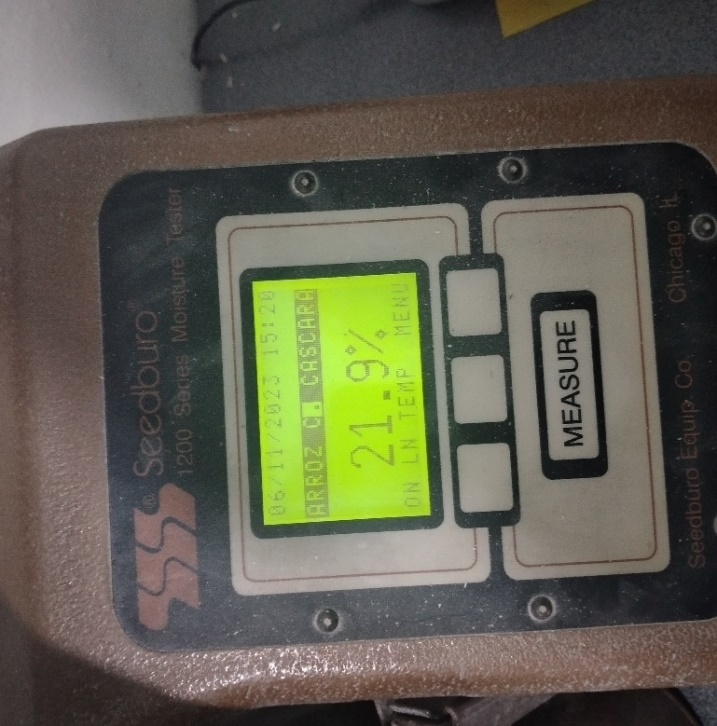 Seedburo®
1200 Series Moisture Tester
06/11/2023 15:20
ARROZ C. CASCARA
21.9%
ON LN TEMP MENU
MEASURE
Seedburo Equip. Co. Chicago IL